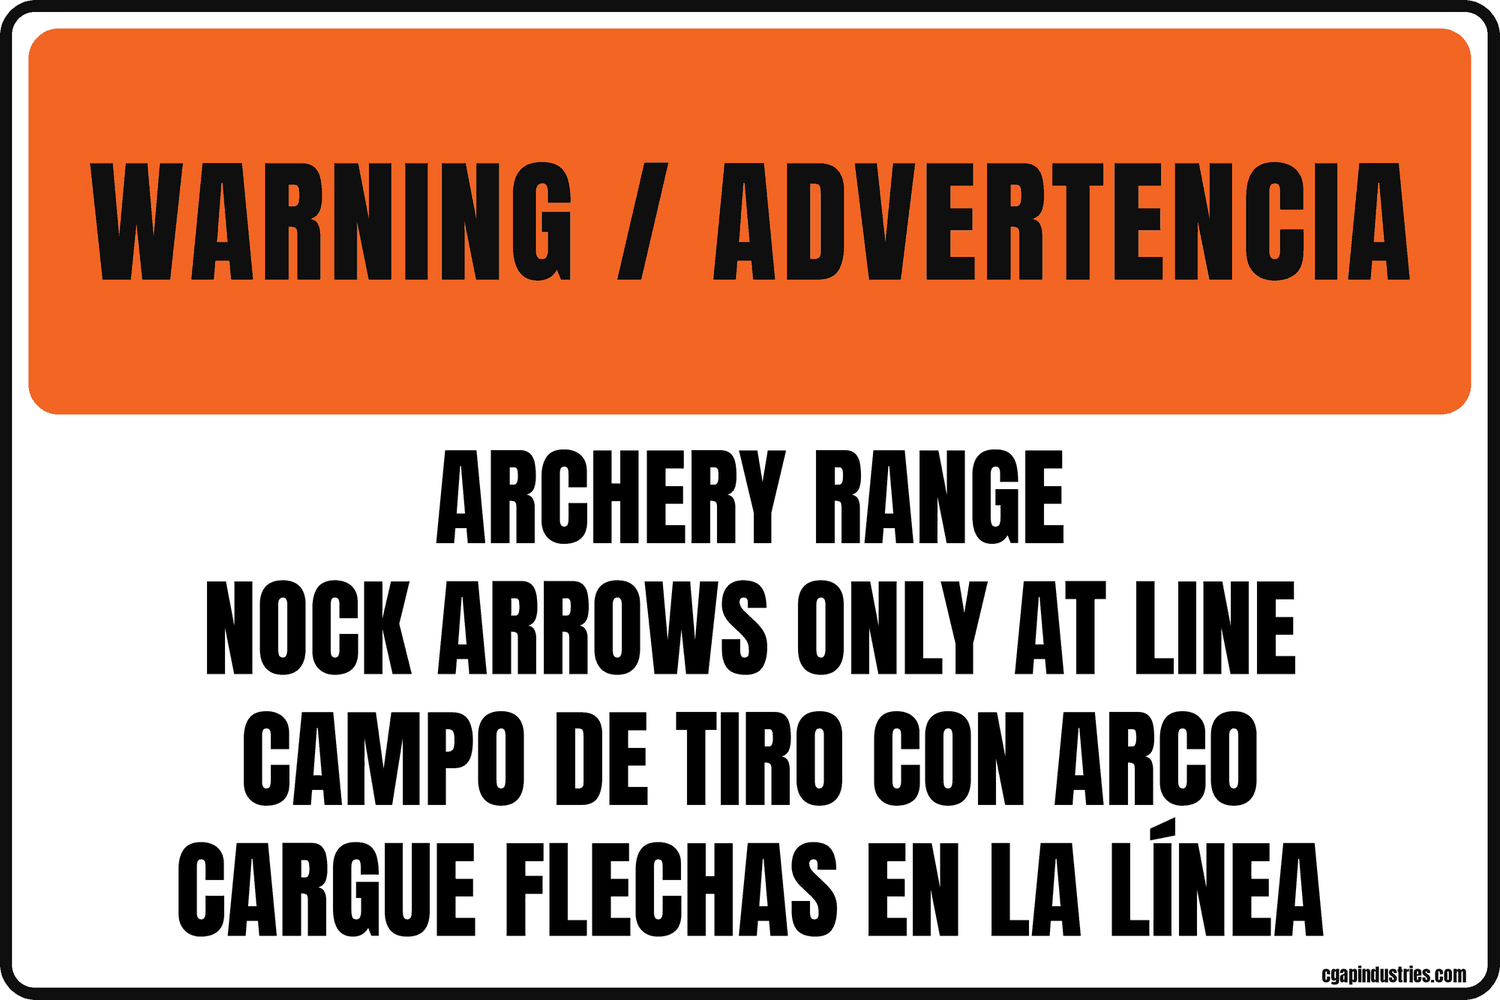 WARNING / ADVERTENCIA
ARCHERY RANGE
NOCK ARROWS ONLY AT LINE
CAMPO DE TIRO CON ARCO
CARGUE FLECHAS EN LA LÍNEA
cgapindustries.com